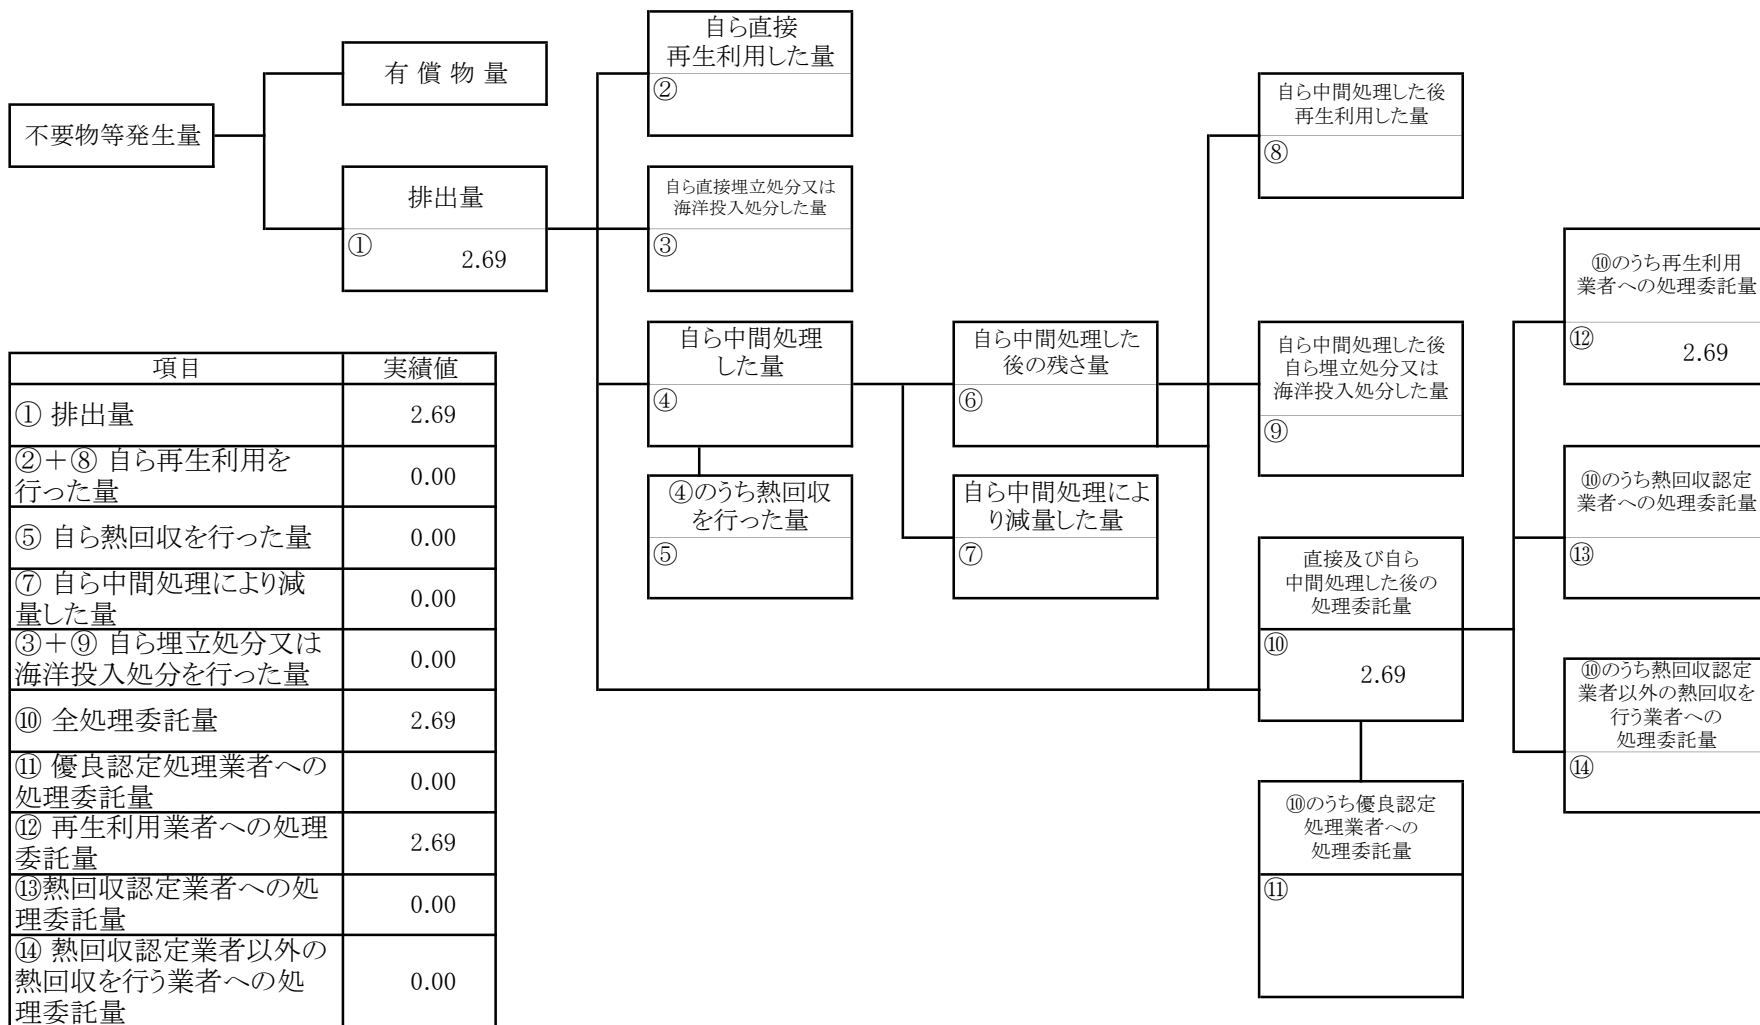 不要物等発生量
有 償 物 量
排出量
①
2.69
自ら直接
再生利用した量
②
自ら直接埋立処分又は
海洋投入処分した量
③
自ら中間処理
した量
④
④のうち熱回収
を行った量
⑤
自ら中間処理した
後の残さ量
⑥
自ら中間処理によ
り減量した量
⑦
自ら中間処理した後
再生利用した量
⑧
自ら中間処理した後
自ら埋立処分又は
海洋投入処分した量
⑨
直接及び自ら
中間処理した後の
処理委託量
⑩
2.69
⑩のうち優良認定
処理業者への
処理委託量
⑪
⑩のうち再生利用
業者への処理委託量
⑫
2.69
⑩のうち熱回収認定
業者への処理委託量
⑬
⑩のうち熱回収認定
業者以外の熱回収を
行う業者への
処理委託量
⑭
項目 実績値
① 排出量 2.69
②+⑧ 自ら再生利用を
行った量 0.00
⑤ 自ら熱回収を行った量 0.00
⑦ 自ら中間処理により減
量した量 0.00
③+⑨ 自ら埋立処分又は
海洋投入処分を行った量 0.00
⑩ 全処理委託量 2.69
⑪ 優良認定処理業者への
処理委託量 0.00
⑫ 再生利用業者への処理
委託量 2.69
⑬熱回収認定業者への処
理委託量 0.00
⑭ 熱回収認定業者以外の
熱回収を行う業者への処 0.00
理委託量